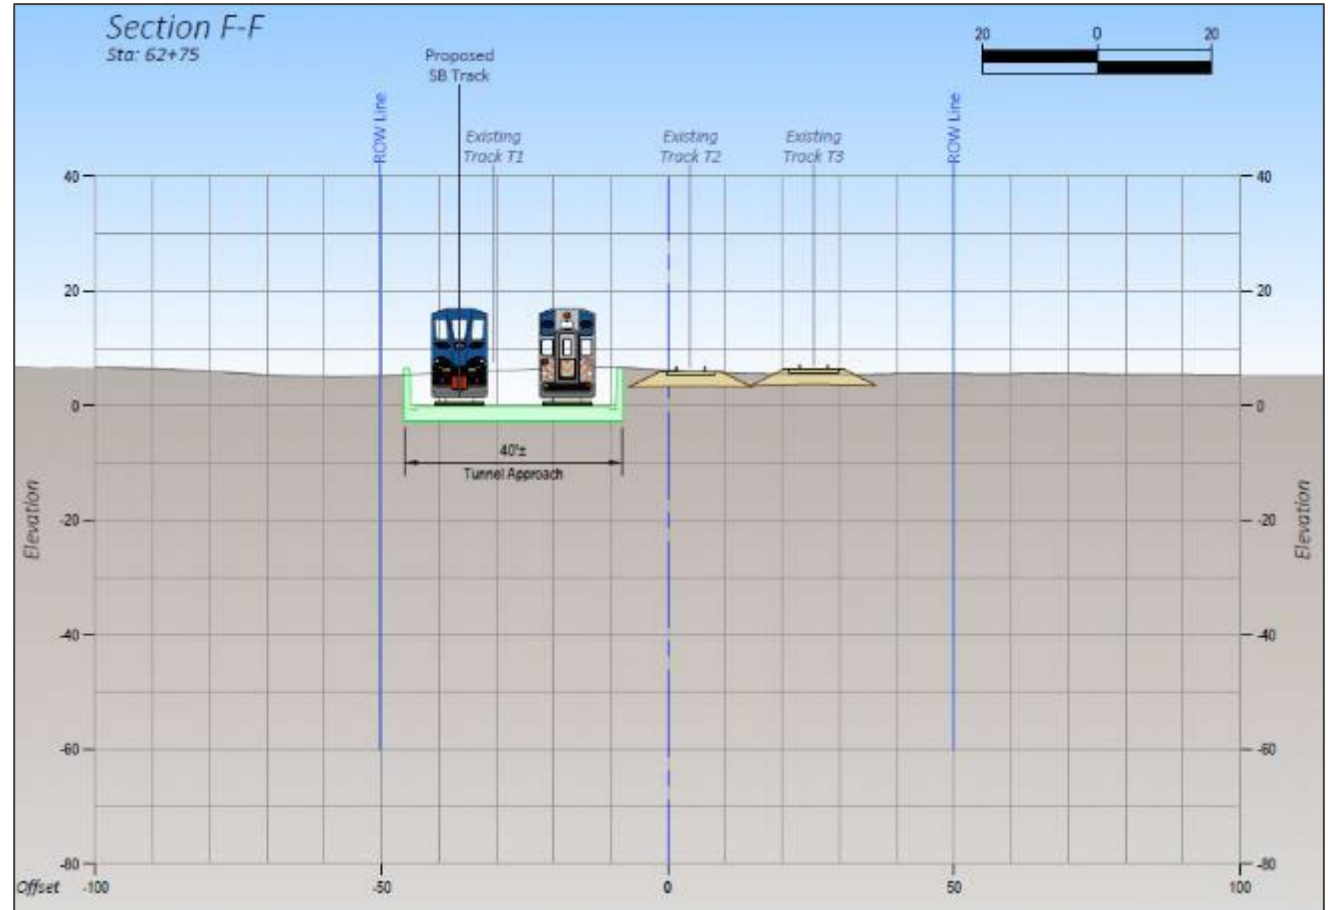 Section F-F
Sta: 62+75
20 0 20
Proposed
SB Track
ROW Line
Existing
Track T1
Existing
Track T2
Existing
Track T3
ROW Line
40 40
20 20
0 0
40'±
Tunnel Approach
-20 -20
Elevation
Elevation
-40 -40
-60 -60
-80 -80
Offset -100 -50 0 50 100